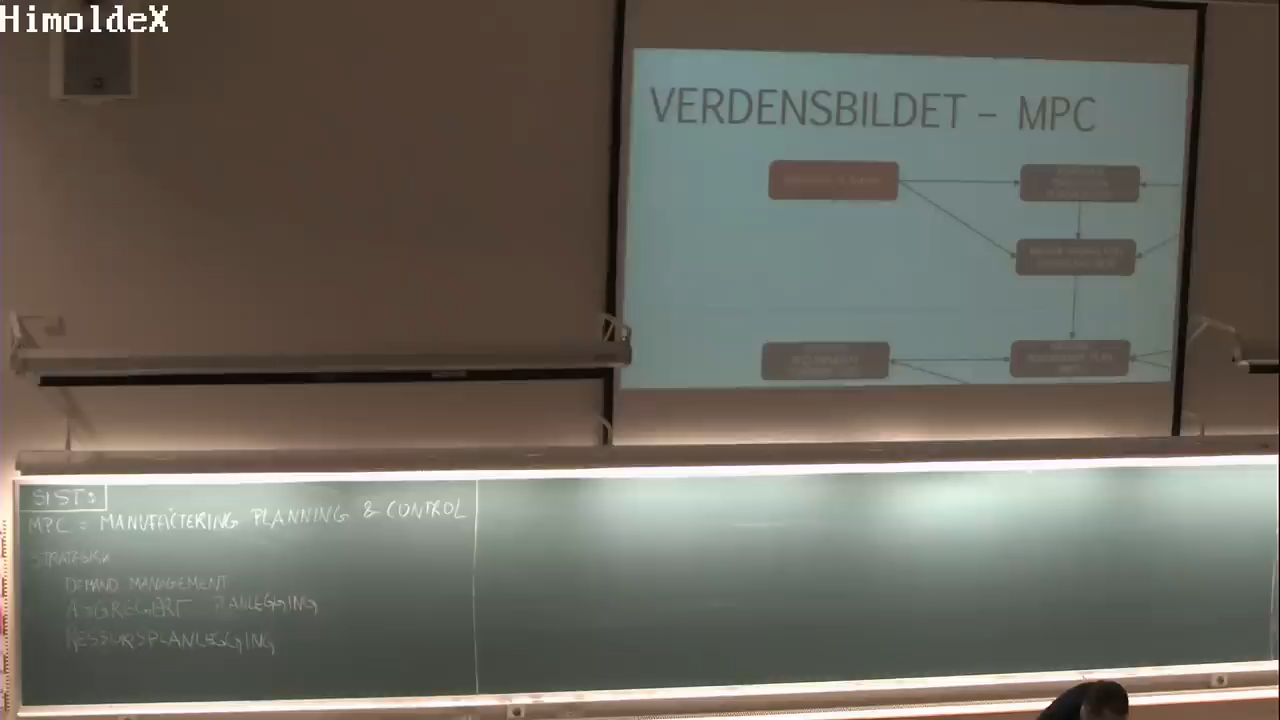 HimoldeX
VERDENSBILDET – MPC
SIST:
MPC = MANUFACTERING PLANNING & CONTROL
STRATEGISK
DEMAND MANAGEMENT
AGGREGERT PLANLEGGING
RESSURSPLANLEGGING